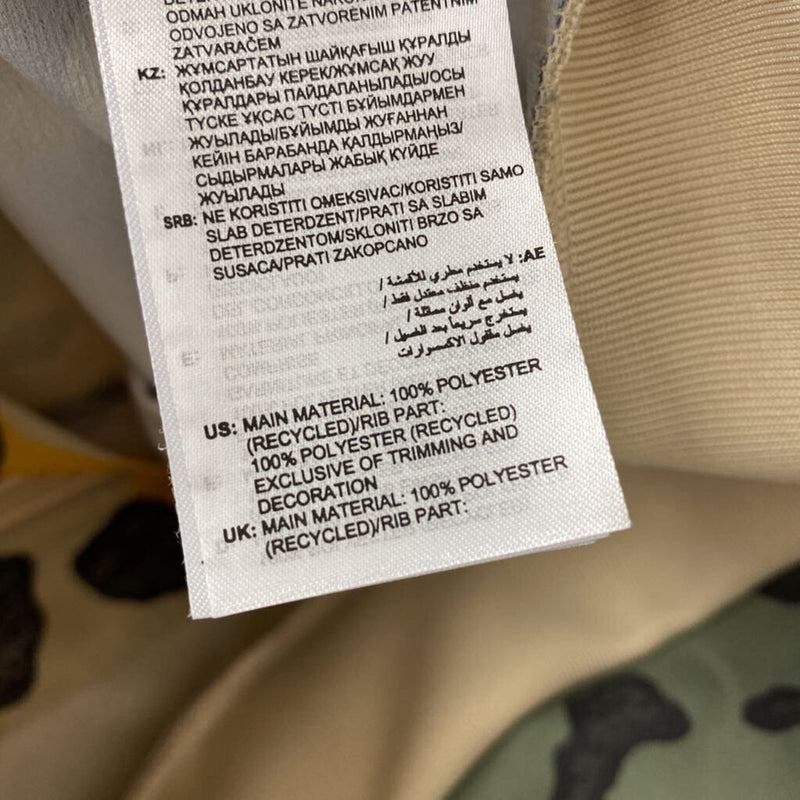 ODMAH UKLONITE
ODVOJENO SA ZATVORENIM PATENTNIM
ZATVARAČEM
KZ: ЖҰМСАРТАТЫН ШАЙҚАҒЫШ ҚҰРАЛДЫ
ҚОЛДАНБАУ КЕРЕК/ЖҰМСАҚ ЖУУ
ҚҰРАЛДАРЫ ПАЙДАЛАНЫЛАДЫ/ОСЫ
ТҮСКЕ ҰҚСАС ТҮСТІ БҰЙЫМДАРМЕН
ЖУЫЛАДЫ/БҰЙЫМДЫ ЖУҒАННАН
КЕЙІН БАРАБАНДА ҚАЛДЫРМАҢЫЗ/
СЫДЫРМАЛАРЫ ЖАБЫҚ КҮЙДЕ
ЖУЫЛАДЫ
SRB: NE KORISTITI OMEKSIVAC/KORISTITI SAMO
SLAB DETERDZENT/PRATI SA SLABIM
DETERDZENTOM/SKLONITI BRZO SA
SUSACA/PRATI ZAKOPCANO
AE: لا يستخدم مطري للأقمشة /
يستخدم منظف معتدل فقط /
يغسل مع ألوان مماثلة /
يستخرج سريعا بعد الغسيل /
يغسل مقفول الاكسسوارات
US: MAIN MATERIAL: 100% POLYESTER
(RECYCLED)/RIB PART:
100% POLYESTER (RECYCLED)
EXCLUSIVE OF TRIMMING AND
DECORATION
UK: MAIN MATERIAL: 100% POLYESTER
(RECYCLED)/RIB PART: